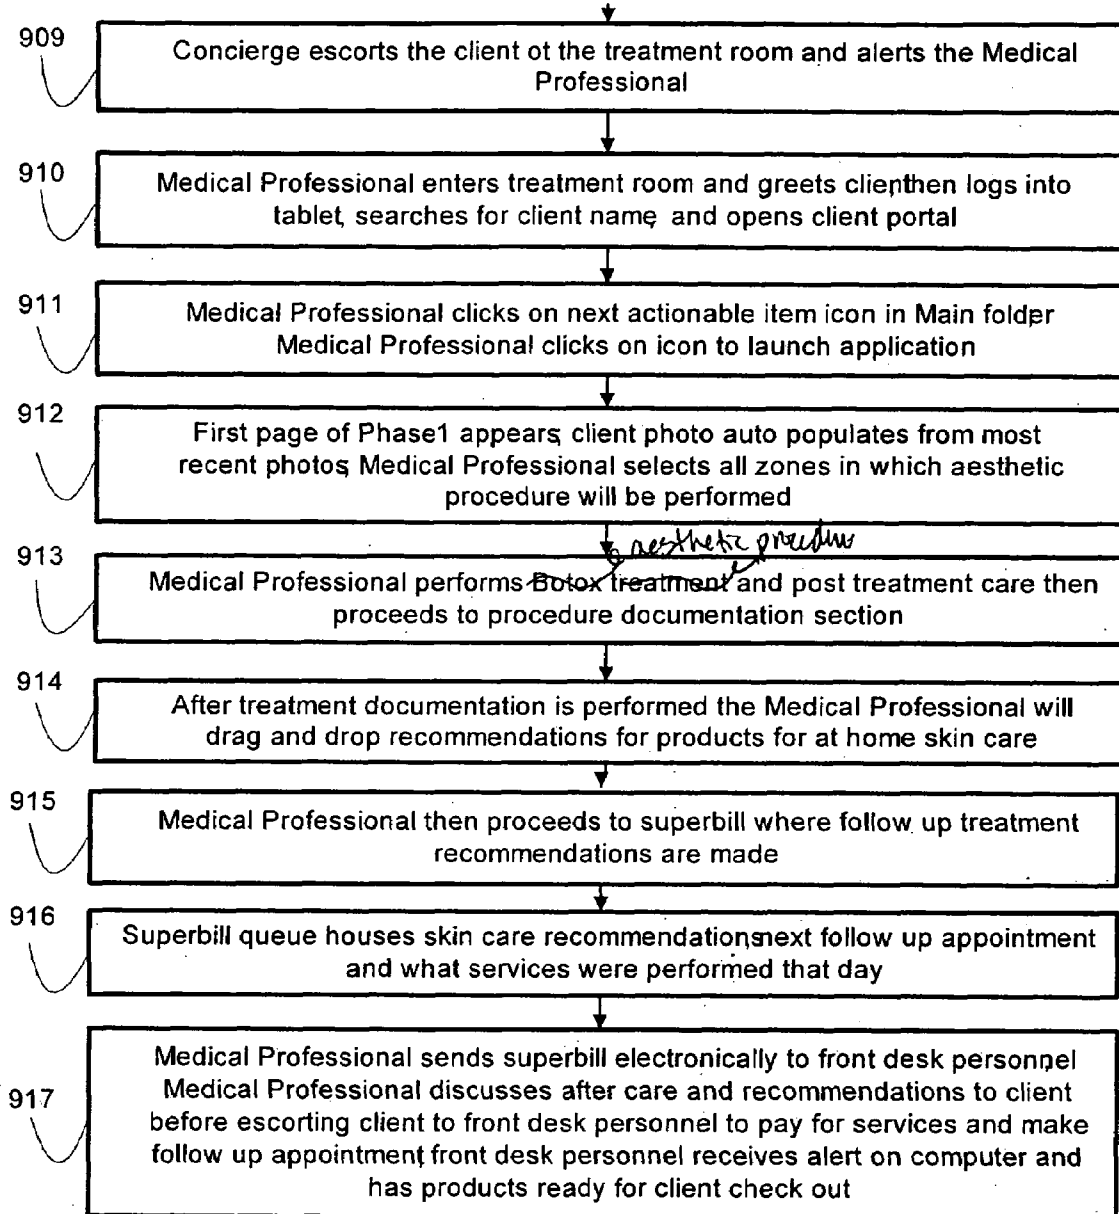 909
Concierge escorts the client ot the treatment room and alerts the Medical
Professional
910
Medical Professional enters treatment room and greets clienthen logs into
tablet, searches for client name, and opens client portal
911
Medical Professional clicks on next actionable item icon in Main folder
Medical Professional clicks on icon to launch application
912
First page of Phase1 appears, client photo auto populates from most
recent photos, Medical Professional selects all zones in which aesthetic
procedure will be performed
aesthetic procedure
913
Medical Professional performs Botox treatment and post treatment care then
proceeds to procedure documentation section
914
After treatment documentation is performed the Medical Professional will
drag and drop recommendations for products for at home skin care
915
Medical Professional then proceeds to superbill where follow up treatment
recommendations are made
916
Superbill queue houses skin care recommendations, next follow up appointment
and what services were performed that day
917
Medical Professional sends superbill electronically to front desk personnel
Medical Professional discusses after care and recommendations to client
before escorting client to front desk personnel to pay for services and make
follow up appointment, front desk personnel receives alert on computer and
has products ready for client check out